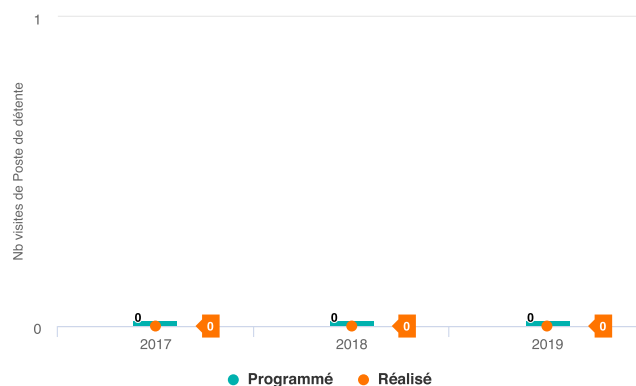 1
Nb visites de Poste de détente
0 0 0 0 0 0
0
2017 2018 2019
Programmé Réalisé